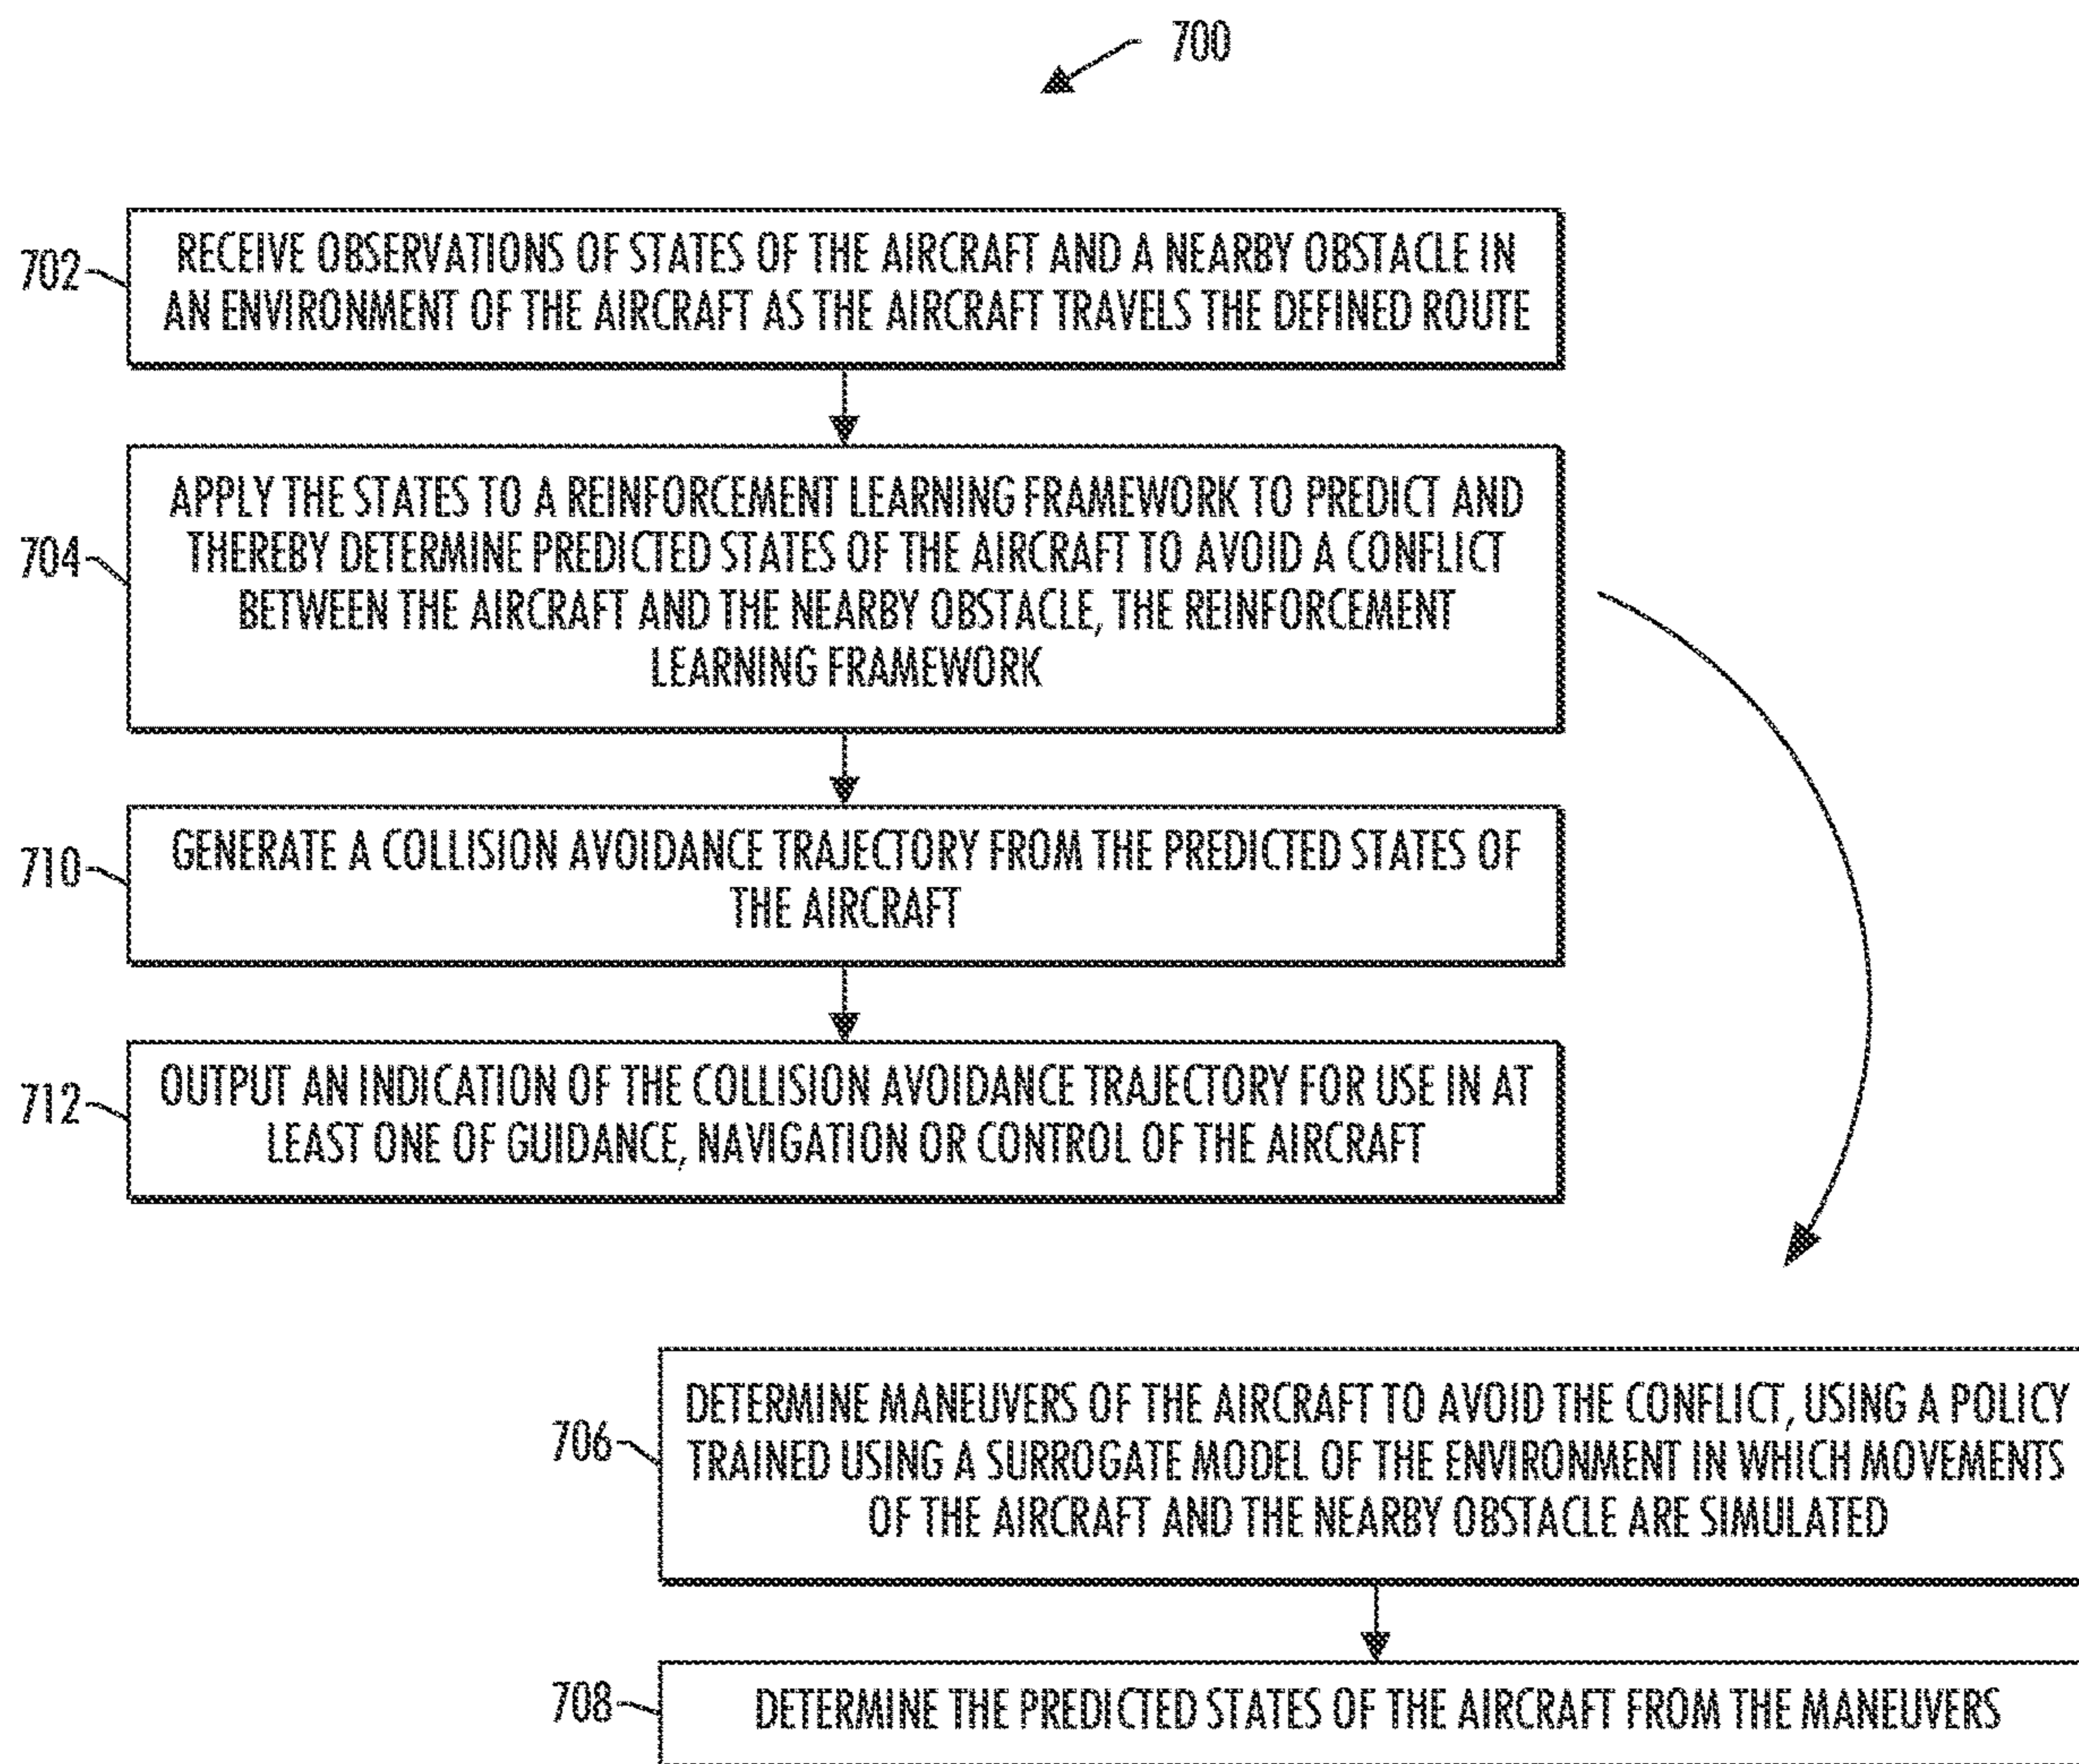 700
702
RECEIVE OBSERVATIONS OF STATES OF THE AIRCRAFT AND A NEARBY OBSTACLE IN
AN ENVIRONMENT OF THE AIRCRAFT AS THE AIRCRAFT TRAVELS THE DEFINED ROUTE
704
APPLY THE STATES TO A REINFORCEMENT LEARNING FRAMEWORK TO PREDICT AND
THEREBY DETERMINE PREDICTED STATES OF THE AIRCRAFT TO AVOID A CONFLICT
BETWEEN THE AIRCRAFT AND THE NEARBY OBSTACLE, THE REINFORCEMENT
LEARNING FRAMEWORK
710
GENERATE A COLLISION AVOIDANCE TRAJECTORY FROM THE PREDICTED STATES OF
THE AIRCRAFT
712
OUTPUT AN INDICATION OF THE COLLISION AVOIDANCE TRAJECTORY FOR USE IN AT
LEAST ONE OF GUIDANCE, NAVIGATION OR CONTROL OF THE AIRCRAFT
706
DETERMINE MANEUVERS OF THE AIRCRAFT TO AVOID THE CONFLICT, USING A POLICY
TRAINED USING A SURROGATE MODEL OF THE ENVIRONMENT IN WHICH MOVEMENTS
OF THE AIRCRAFT AND THE NEARBY OBSTACLE ARE SIMULATED
708
DETERMINE THE PREDICTED STATES OF THE AIRCRAFT FROM THE MANEUVERS